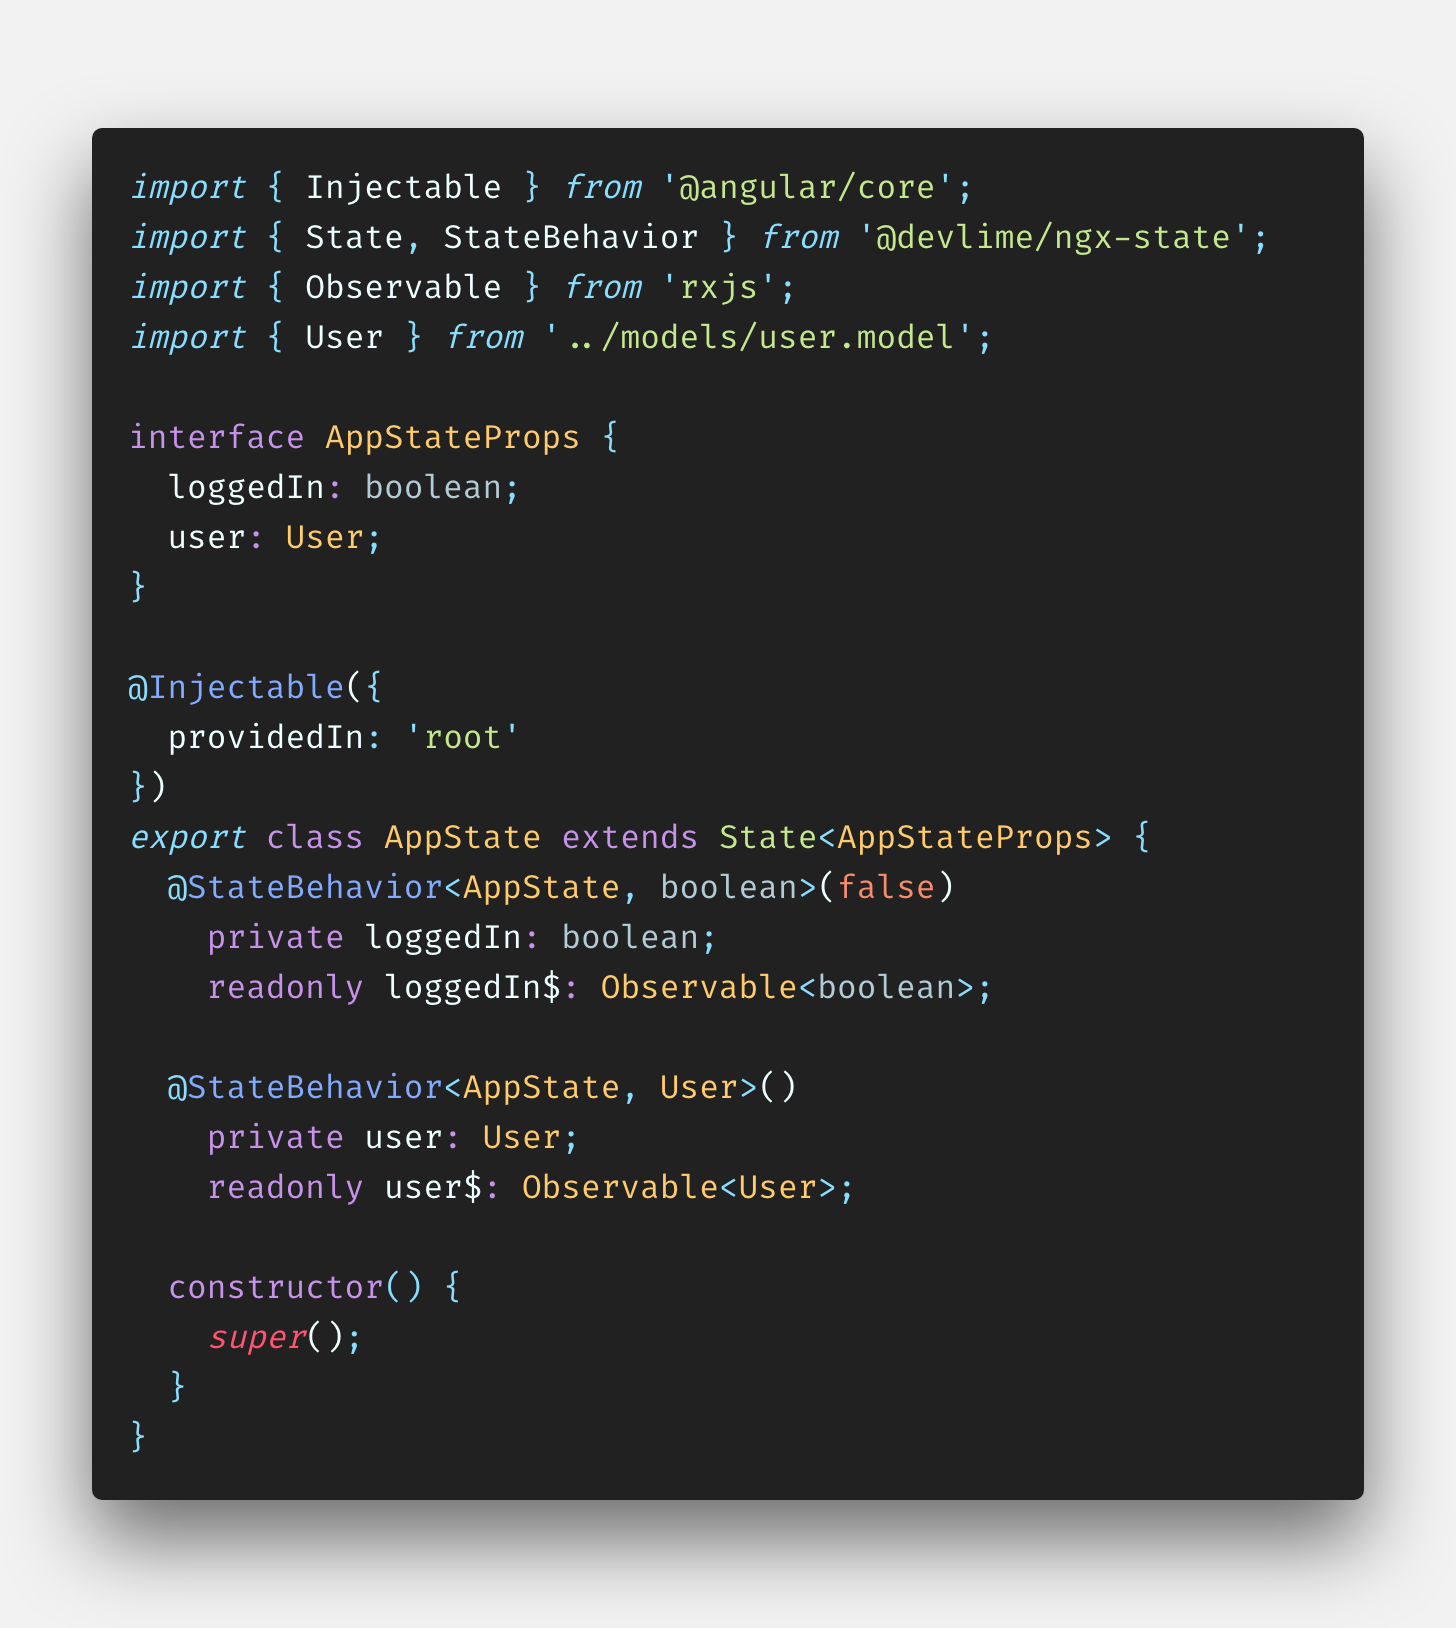 import { Injectable } from '@angular/core';
import { State, StateBehavior } from '@devlime/ngx-state';
import { Observable } from 'rxjs';
import { User } from '../models/user.model';

interface AppStateProps {
  loggedIn: boolean;
  user: User;
}

@Injectable({
  providedIn: 'root'
})
export class AppState extends State<AppStateProps> {
  @StateBehavior<AppState, boolean>(false)
    private loggedIn: boolean;
    readonly loggedIn$: Observable<boolean>;

  @StateBehavior<AppState, User>()
    private user: User;
    readonly user$: Observable<User>;

  constructor() {
    super();
  }
}